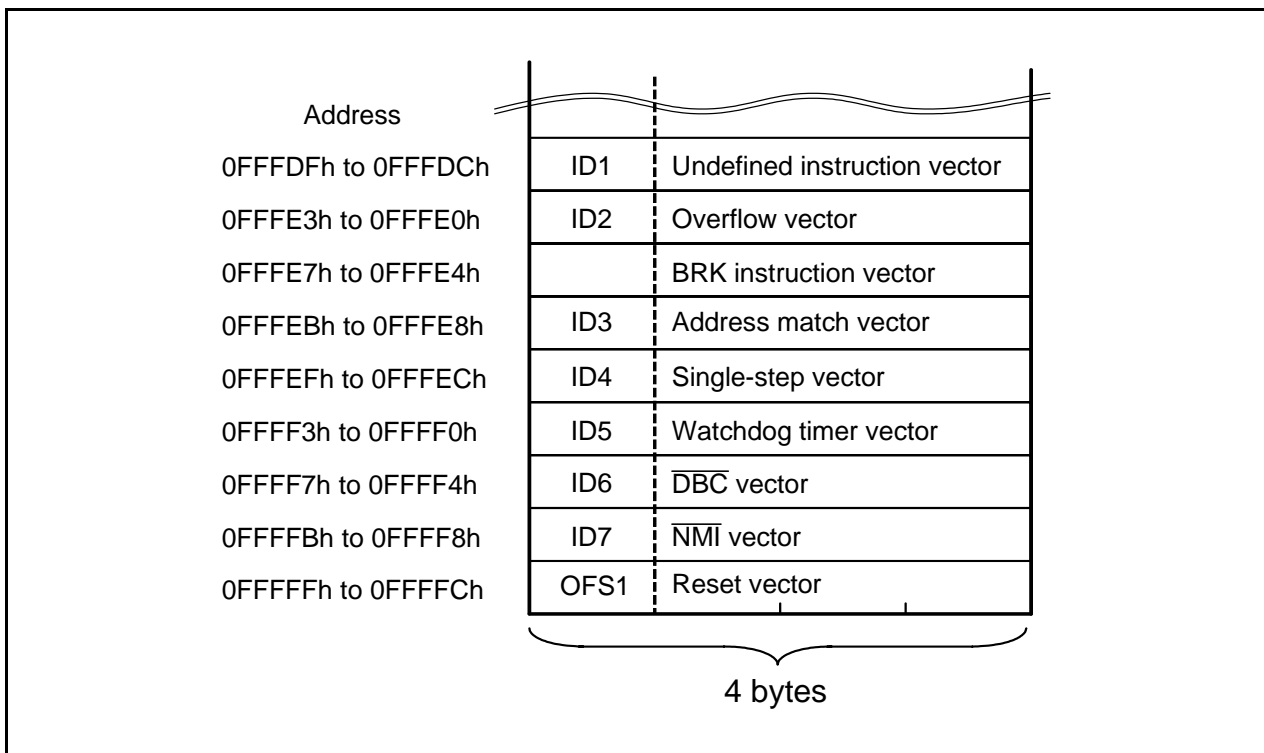 Address
0FFFDFh to 0FFFDCh ID1 Undefined instruction vector
0FFFE3h to 0FFFE0h ID2 Overflow vector
0FFFE7h to 0FFFE4h BRK instruction vector
0FFFEBh to 0FFFE8h ID3 Address match vector
0FFFEFh to 0FFFECh ID4 Single-step vector
0FFFF3h to 0FFFF0h ID5 Watchdog timer vector
0FFFF7h to 0FFFF4h ID6 D̅B̅C̅ vector
0FFFFBh to 0FFFF8h ID7 N̅M̅I̅ vector
0FFFFFh to 0FFFFCh OFS1 Reset vector
4 bytes